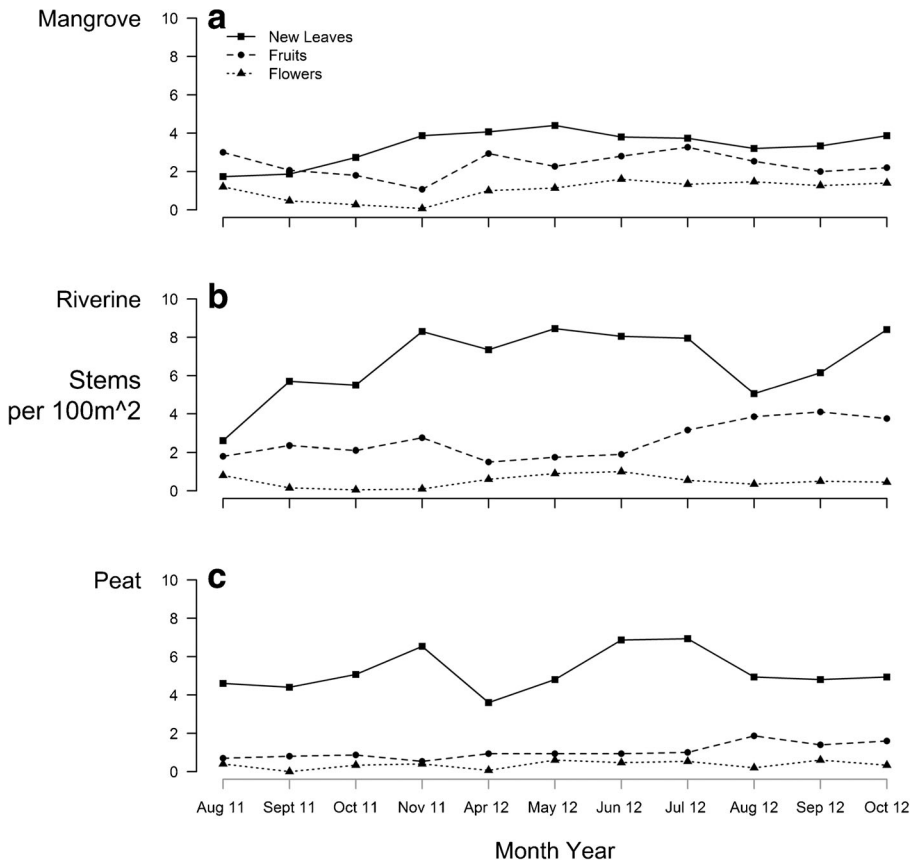 Mangrove
a
10
8
6
4
2
0
New Leaves
Fruits
Flowers
Riverine
b
Stems
per 100m^2
10
8
6
4
2
0
Peat
c
10
8
6
4
2
0
Aug 11 Sept 11 Oct 11 Nov 11 Apr 12 May 12 Jun 12 Jul 12 Aug 12 Sep 12 Oct 12
Month Year